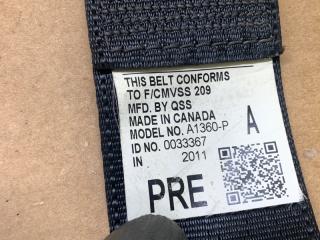 THIS BELT CONFORMS
TO F/CMVSS 209
MFD. BY QSS
MADE IN CANADA
MODEL NO. A1360-P A
ID NO. 0033367
IN 2011
PRE